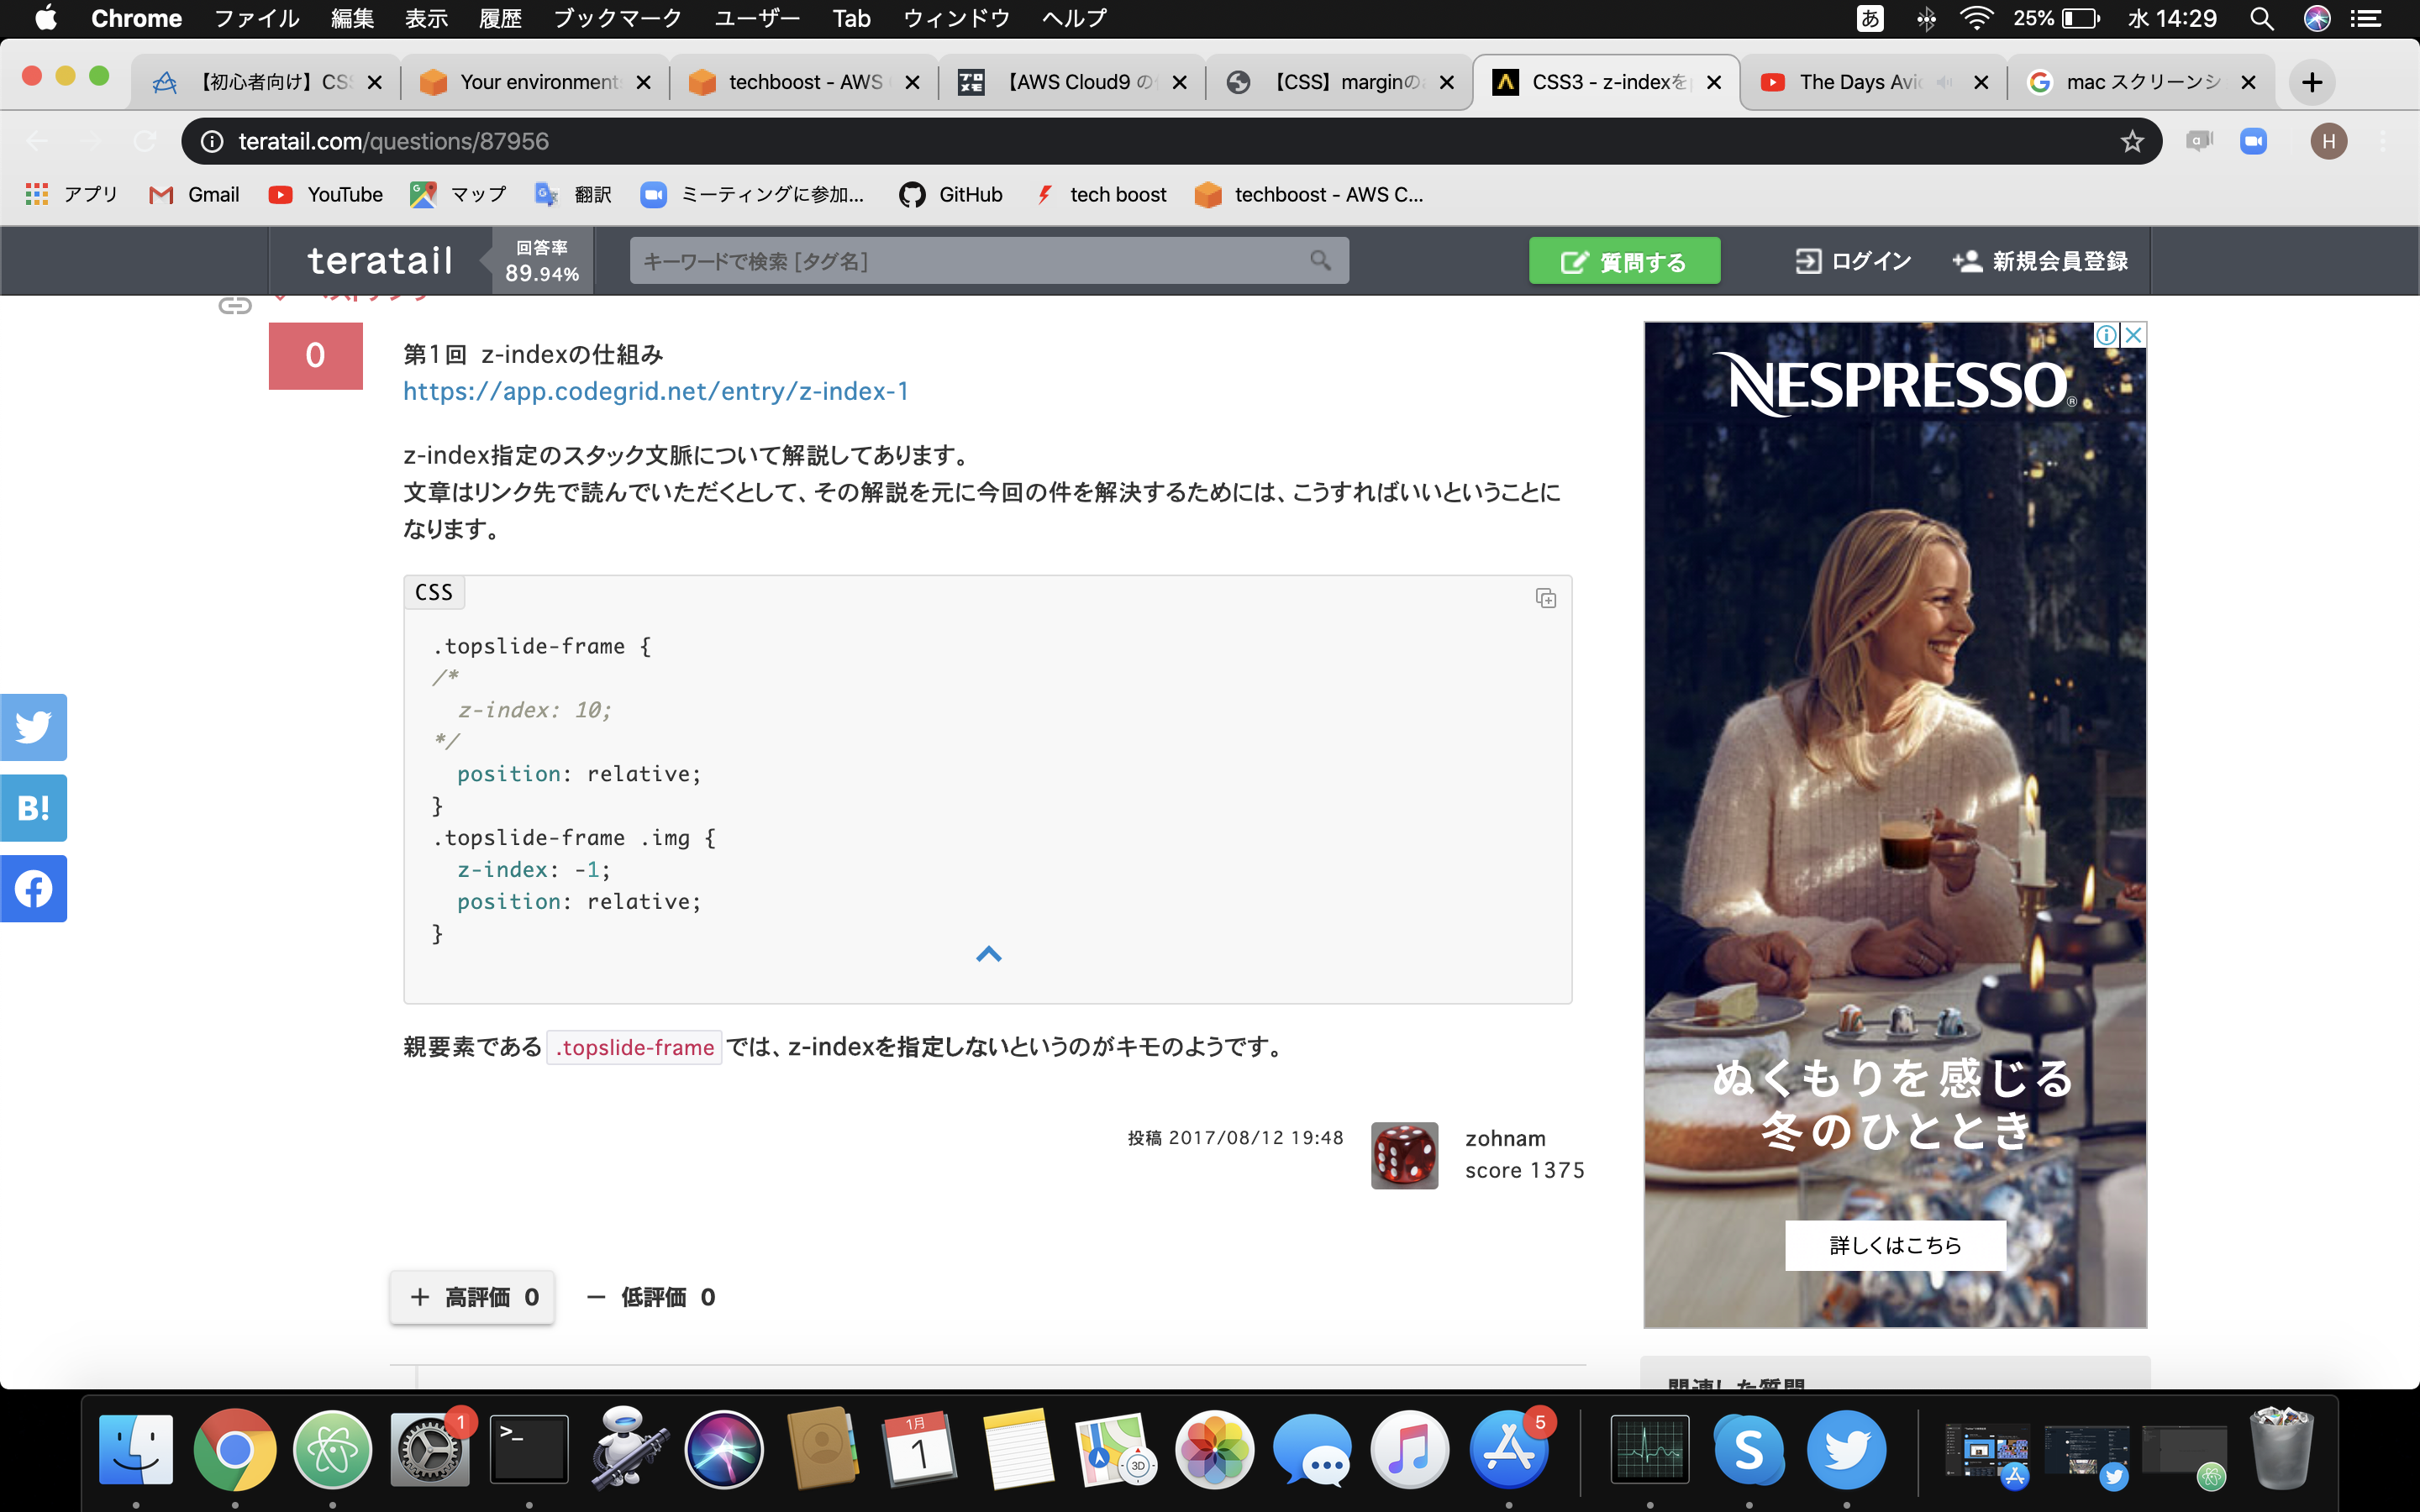 Chrome ファイル 編集 表示 履歴 ブックマーク ユーザー Tab ウィンドウ ヘルプ あ 25% 水 14:29
【初心者向け】CSS Your environments techboost - AWS 【AWS Cloud9 の 【CSS】marginの CSS3 - z-indexを The Days Avic mac スクリーンシ
teratail.com/questions/87956 a H
アプリ Gmail YouTube マップ 翻訳 ミーティングに参加... GitHub tech boost techboost - AWS C...
teratail 回答率 89.94% キーワードで検索 [タグ名] 質問する ログイン 新規会員登録
0
第1回 z-indexの仕組み
https://app.codegrid.net/entry/z-index-1
z-index指定のスタック文脈について解説してあります。
文章はリンク先で読んでいただくとして、その解説を元に今回の件を解決するためには、こうすればいいということに
なります。
CSS
.topslide-frame {
/*
z-index: 10;
*/
position: relative;
}
.topslide-frame .img {
z-index: -1;
position: relative;
}
B!
親要素である .topslide-frame では、z-indexを指定しないというのがキモのようです。
投稿 2017/08/12 19:48 zohnam
score 1375
+ 高評価 0 − 低評価 0
NESPRESSO®
ぬくもりを感じる
冬のひととき
詳しくはこちら
関連した質問
1 >_ 1月 1 3D 5 S